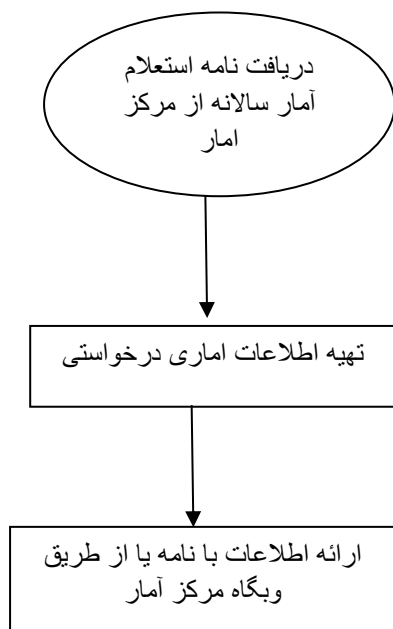 دریافت نامه استعلام
آمار سالانه از مرکز
امار
تهیه اطلاعات اماری درخواستی
ارائه اطلاعات با نامه یا از طریق
وبگاه مرکز آمار